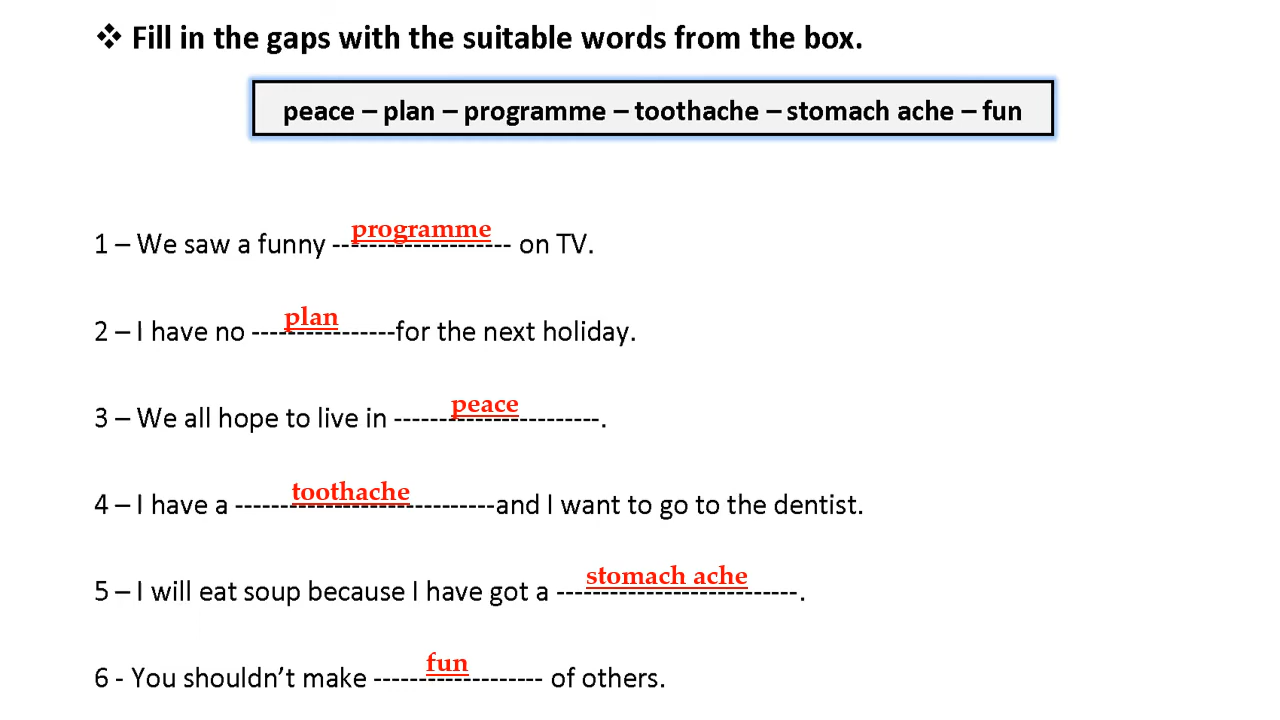 ❖ Fill in the gaps with the suitable words from the box.
peace – plan – programme – toothache – stomach ache – fun
1 – We saw a funny --programme-- on TV.
2 – I have no ---plan------for the next holiday.
3 – We all hope to live in ------peace---------.
4 – I have a ------toothache---------and I want to go to the dentist.
5 – I will eat soup because I have got a ---stomach ache-----.
6 - You shouldn't make -----fun-------- of others.